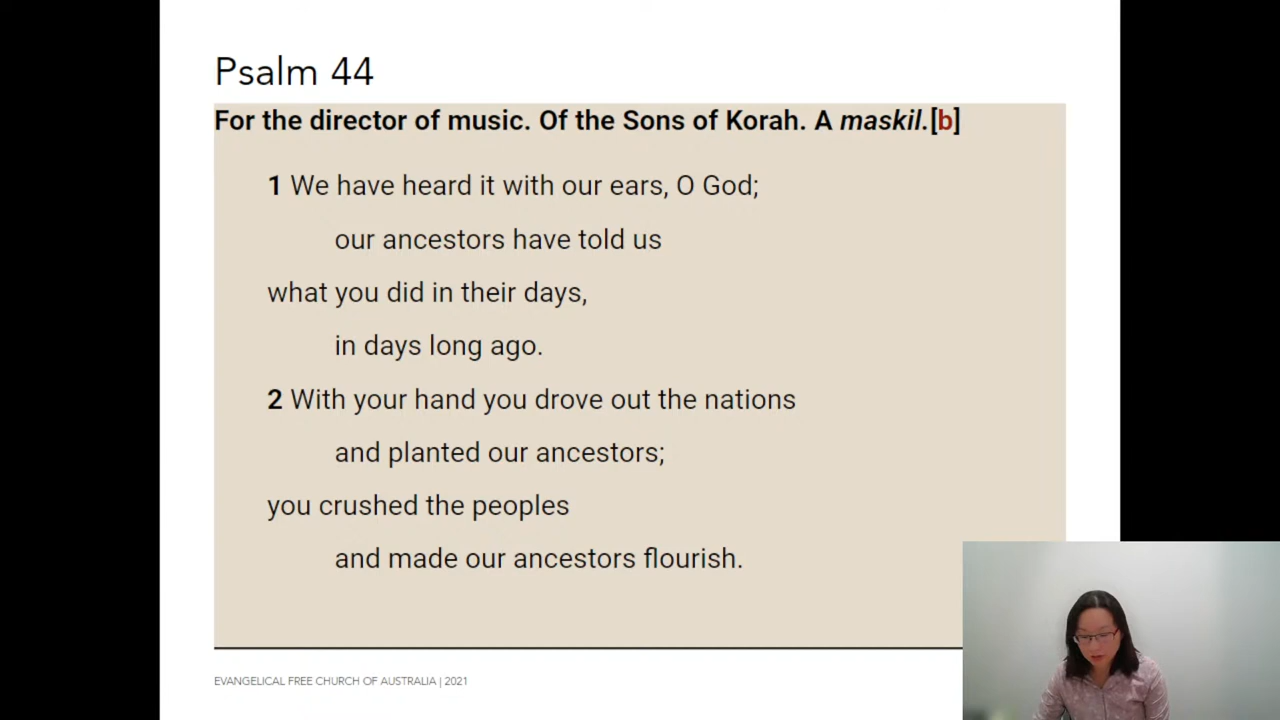 Psalm 44
For the director of music. Of the Sons of Korah. A maskil.[b]
1 We have heard it with our ears, O God;
our ancestors have told us
what you did in their days,
in days long ago.
2 With your hand you drove out the nations
and planted our ancestors;
you crushed the peoples
and made our ancestors flourish.
EVANGELICAL FREE CHURCH OF AUSTRALIA | 2021